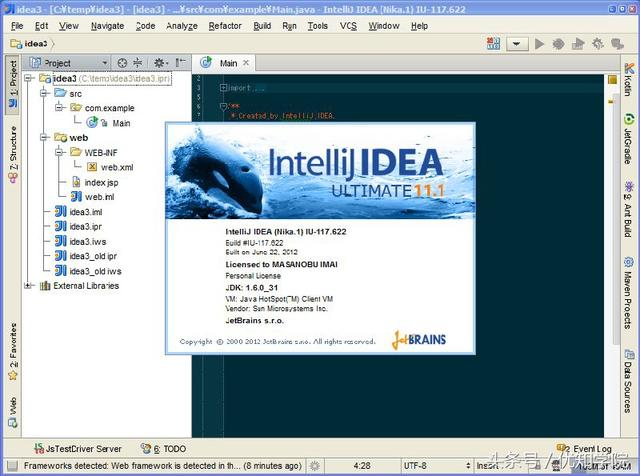 idea3 - [C:¥temp¥idea3] - [idea3] - ...¥src¥com¥example¥Main.java - IntelliJ IDEA (Nika.1) IU-117.622
File Edit View Navigate Code Analyze Refactor Build Run Tools VCS Window Help
idea3
Project
Main
1: Project
7: Structure
2: Favorites
Web
idea3 (C:¥temp¥idea3¥idea3.ipr)
src
com.example
Main
web
WEB-INF
web.xml
index.jsp
web.iml
idea3.iml
idea3.ipr
idea3.iws
idea3_old.ipr
idea3_old.iws
External Libraries
import ...
/**
* Created by IntelliJ IDEA.
IntelliJ IDEA
ULTIMATE 11.1
IntelliJ IDEA (Nika.1) IU-117.622
Build #IU-117.622
Built on June 22, 2012
Licensed to MASANOBU IMAI
Personal License
JDK: 1.6.0_31
VM: Java HotSpot(TM) Client VM
Vendor: Sun Microsystems Inc.
JetBrains s.r.o.
Copyright © 2000-2012 JetBrains s.r.o. All rights reserved.
JetBRAINS
Kotlin
JetGradle
Ant Build
Maven Projects
Data Sources
JsTestDriver Server
6: TODO
2 Event Log
Frameworks detected: Web framework is detected in th... (8 minutes ago)
4:28
UTF-8
Insert
头条号／优知学院